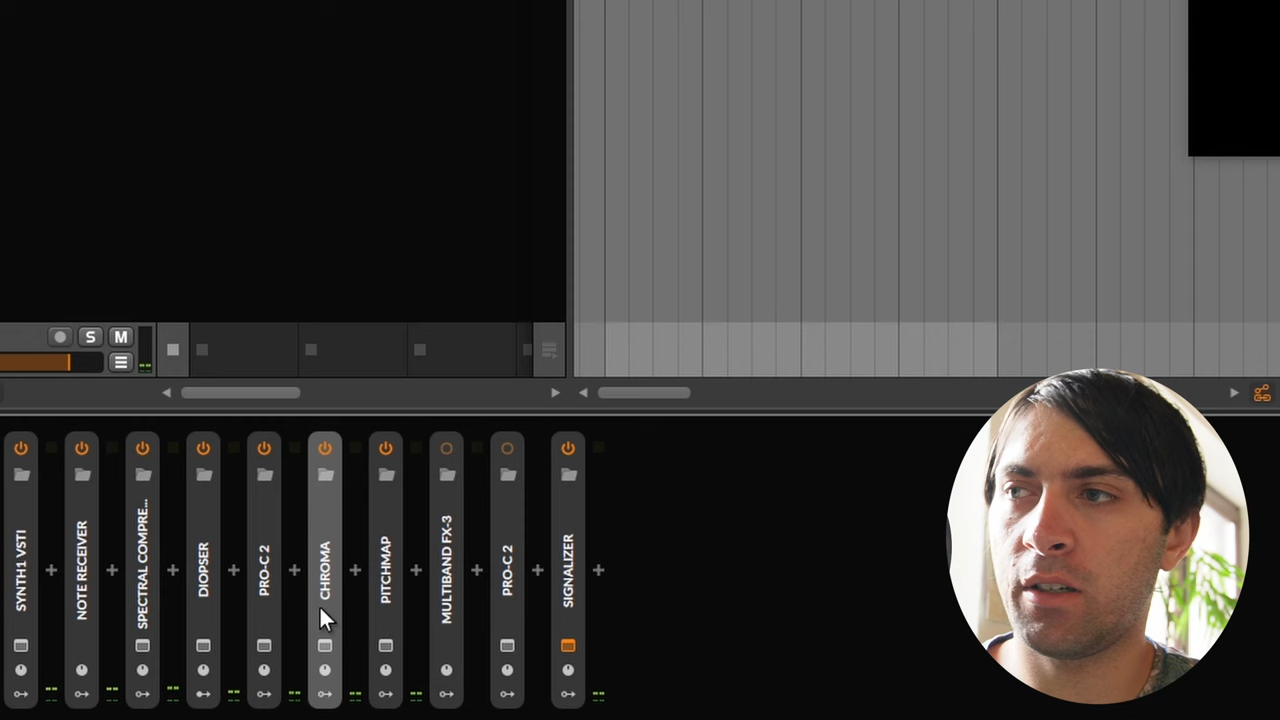 S
M
SYNTH1 VSTI
NOTE RECEIVER
SPECTRAL COMPRE...
DIOPSER
PRO-C 2
CHROMA
PITCHMAP
MULTIBAND FX-3
PRO-C 2
SIGNALIZER